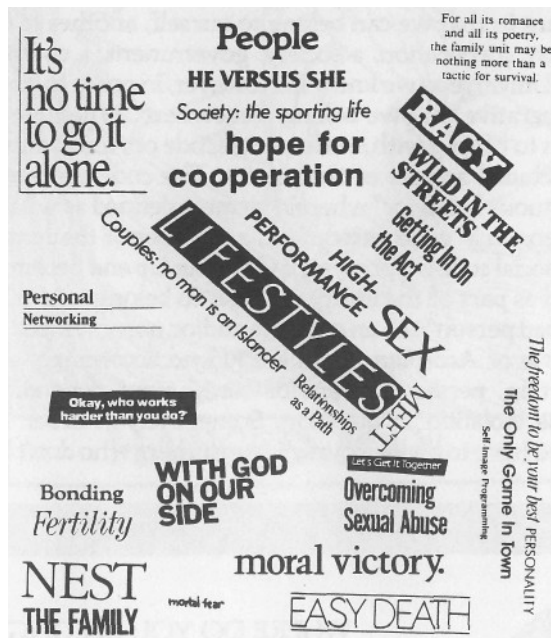 It's
no time
to go it
alone.
People
HE VERSUS SHE
Society: the sporting life
hope for
cooperation
For all its romance
and all its poetry,
the family unit may be
nothing more than a
tactic for survival.
RACY
WILD IN THE
STREETS
Getting In On
the Act
PERFORMANCE
HIGH-
SEX
LIFESTYLES
Couples, no man is an Islander
Relationships
as a Path
MEET
Personal
Networking
Okay, who works
harder than you do?
WITH GOD
ON OUR
SIDE
Let's Get It Together
Overcoming
Sexual Abuse
The freedom to be your best PERSONALITY
The Only Game In Town
Self Image Programming
Bonding
Fertility
moral victory.
NEST
THE FAMILY
mortal fear
EASY DEATH